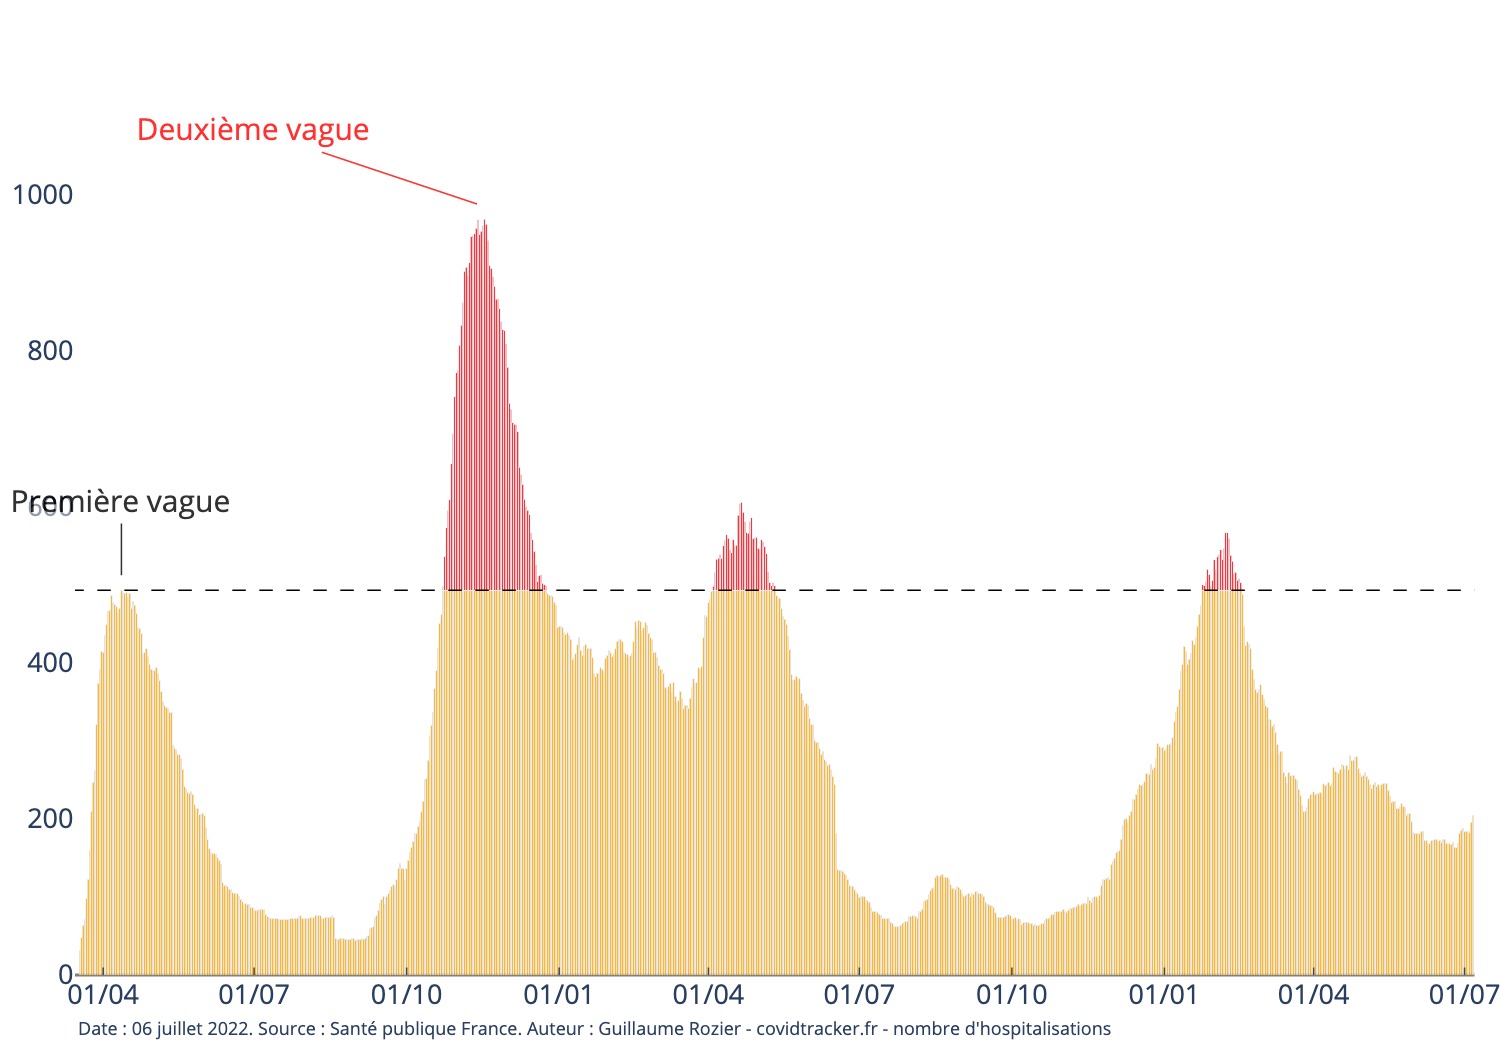 Deuxième vague
1000
800
Première vague
600
400
200
0
01/04 01/07 01/10 01/01 01/04 01/07 01/10 01/01 01/04 01/07
Date : 06 juillet 2022. Source : Santé publique France. Auteur : Guillaume Rozier - covidtracker.fr - nombre d'hospitalisations